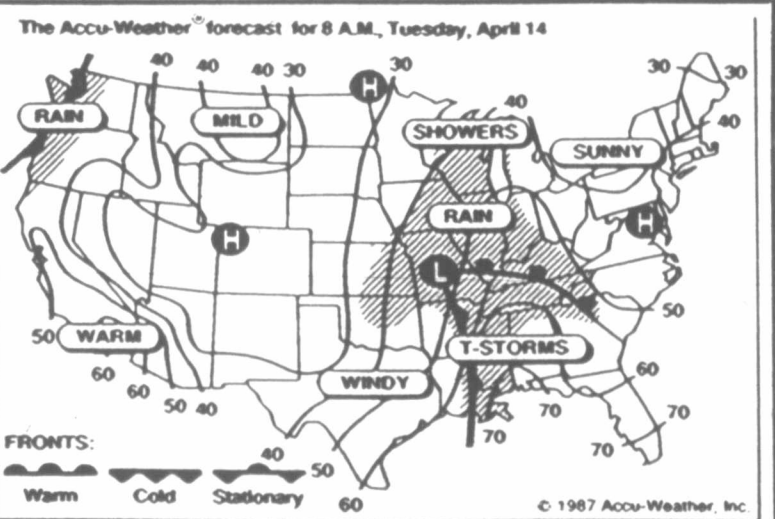 The Accu-Weather® forecast for 8 A.M., Tuesday, April 14
40 40 40 30 H 30 30 30
RAIN MILD SHOWERS 40 SUNNY 40
RAIN H
H L
50 WARM T-STORMS 50
60 60 50 40 WINDY 60
70 70 70 70
FRONTS:
40 50 60
Warm Cold Stationary
© 1987 Accu-Weather, Inc.